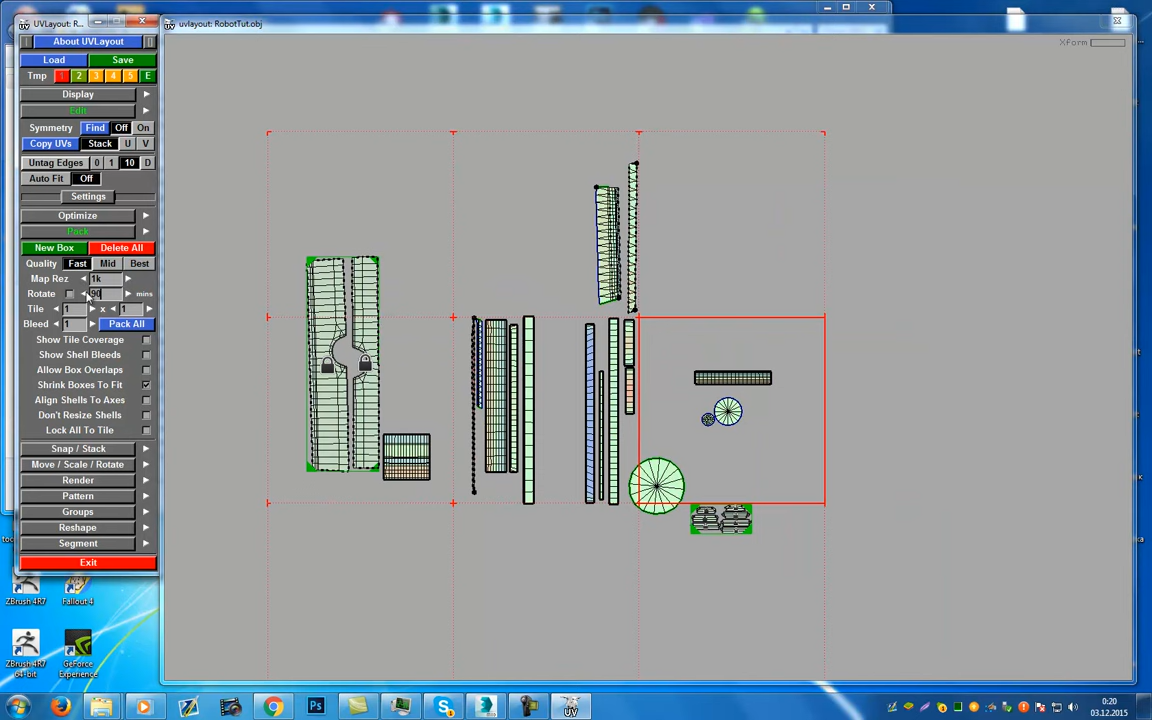 UVLayout: R...
uvlayout: RobotTut.obj
About UVLayout
Xform
Load
Save
Tmp 1 2 3 4 5 E
Display
Edit
Symmetry Find Off On
Copy UVs Stack U V
Untag Edges 0 1 10 D
Auto Fit Off
Settings
Optimize
Pack
New Box Delete All
Quality Fast Mid Best
Map Rez 1k
Rotate 90 mins
Tile 1 x 1
Bleed 1 Pack All
Show Tile Coverage
Show Shell Bleeds
Allow Box Overlaps
Shrink Boxes To Fit
Align Shells To Axes
Don't Resize Shells
Lock All To Tile
Snap / Stack
Move / Scale / Rotate
Render
Pattern
Groups
Reshape
Segment
Exit
ZBrush 4R7
Fallout 4
ZBrush 4R7
64-bit
GeForce
Experience
0:20
03.12.2015